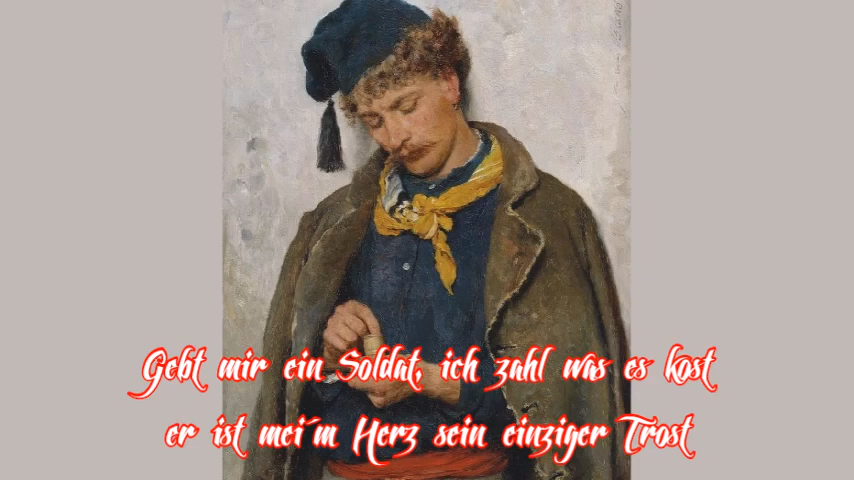 Gebt mir ein Soldat, ich zahl was es kost
er ist mei´m Herz sein einziger Trost